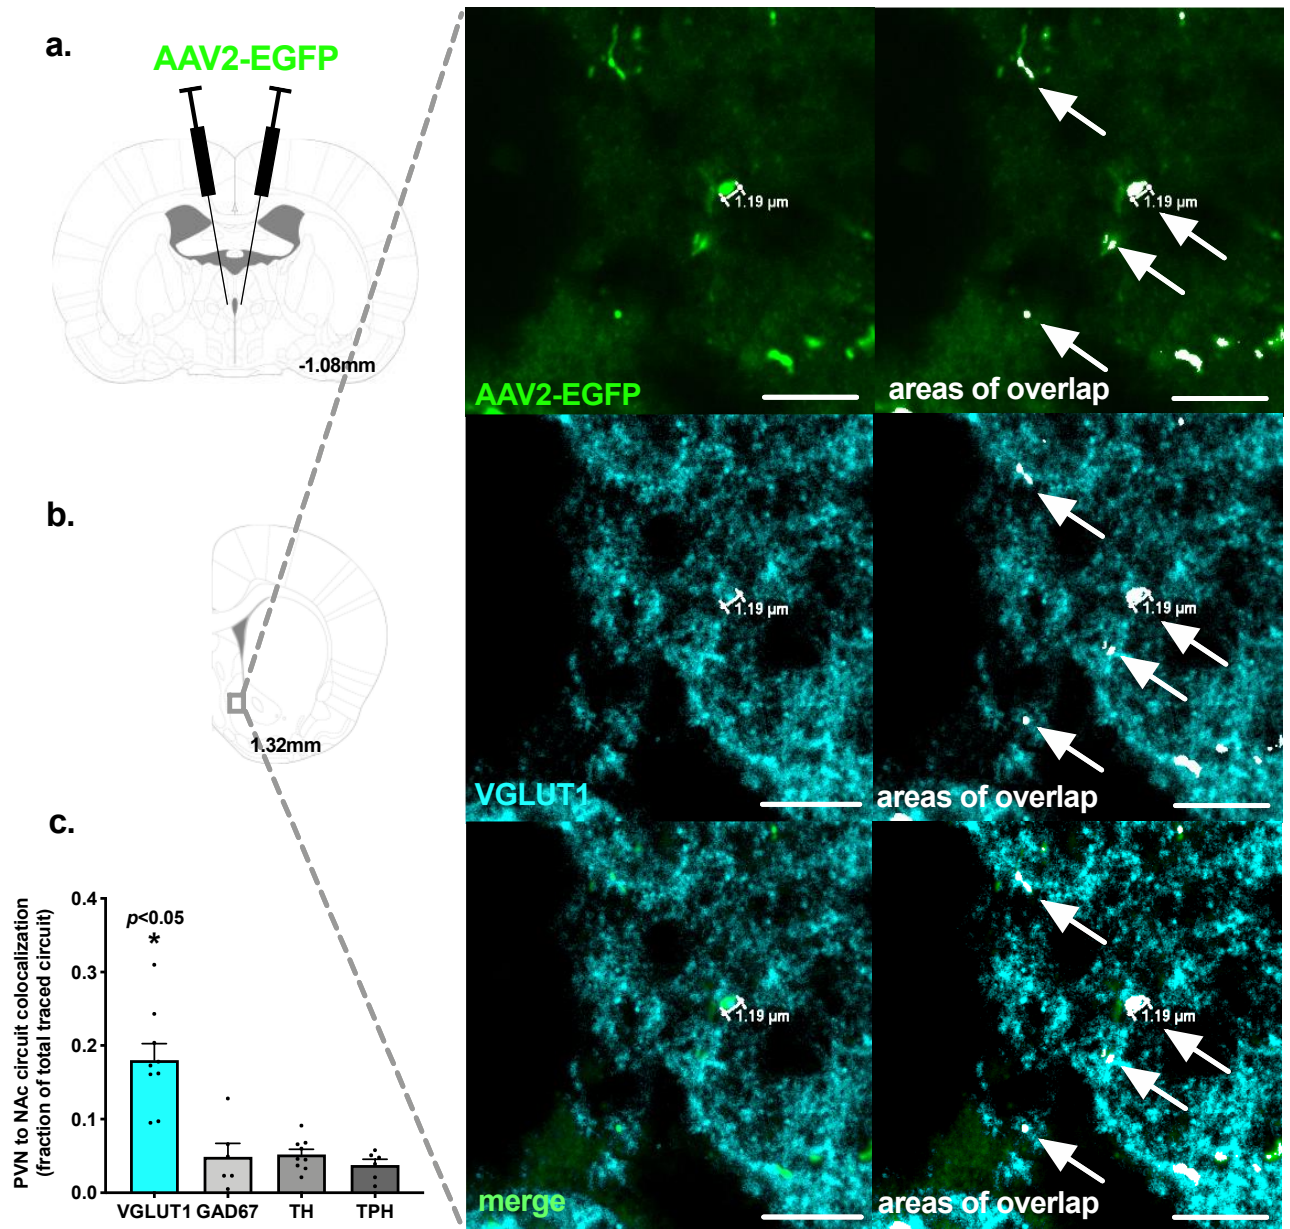 a.
AAV2-EGFP
-1.08mm
1.19 µm
AAV2-EGFP
1.19 µm
areas of overlap
b.
1.32mm
1.19 µm
VGLUT1
1.19 µm
areas of overlap
1.19 µm
merge
1.19 µm
areas of overlap
c.
PVN to NAc circuit colocalization
(fraction of total traced circuit)
0.4
0.3
0.2
0.1
0.0
p<0.05
*
VGLUT1 GAD67 TH TPH